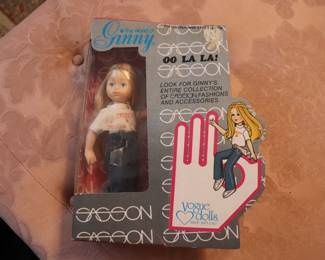 the world of
Ginny
SASSON
OO LA LA!
LOOK FOR GINNY'S
ENTIRE COLLECTION
OF SASSON FASHIONS
AND ACCESSORIES
Vogue
dolls
SASSON
SASSON
SASSON
SASSON